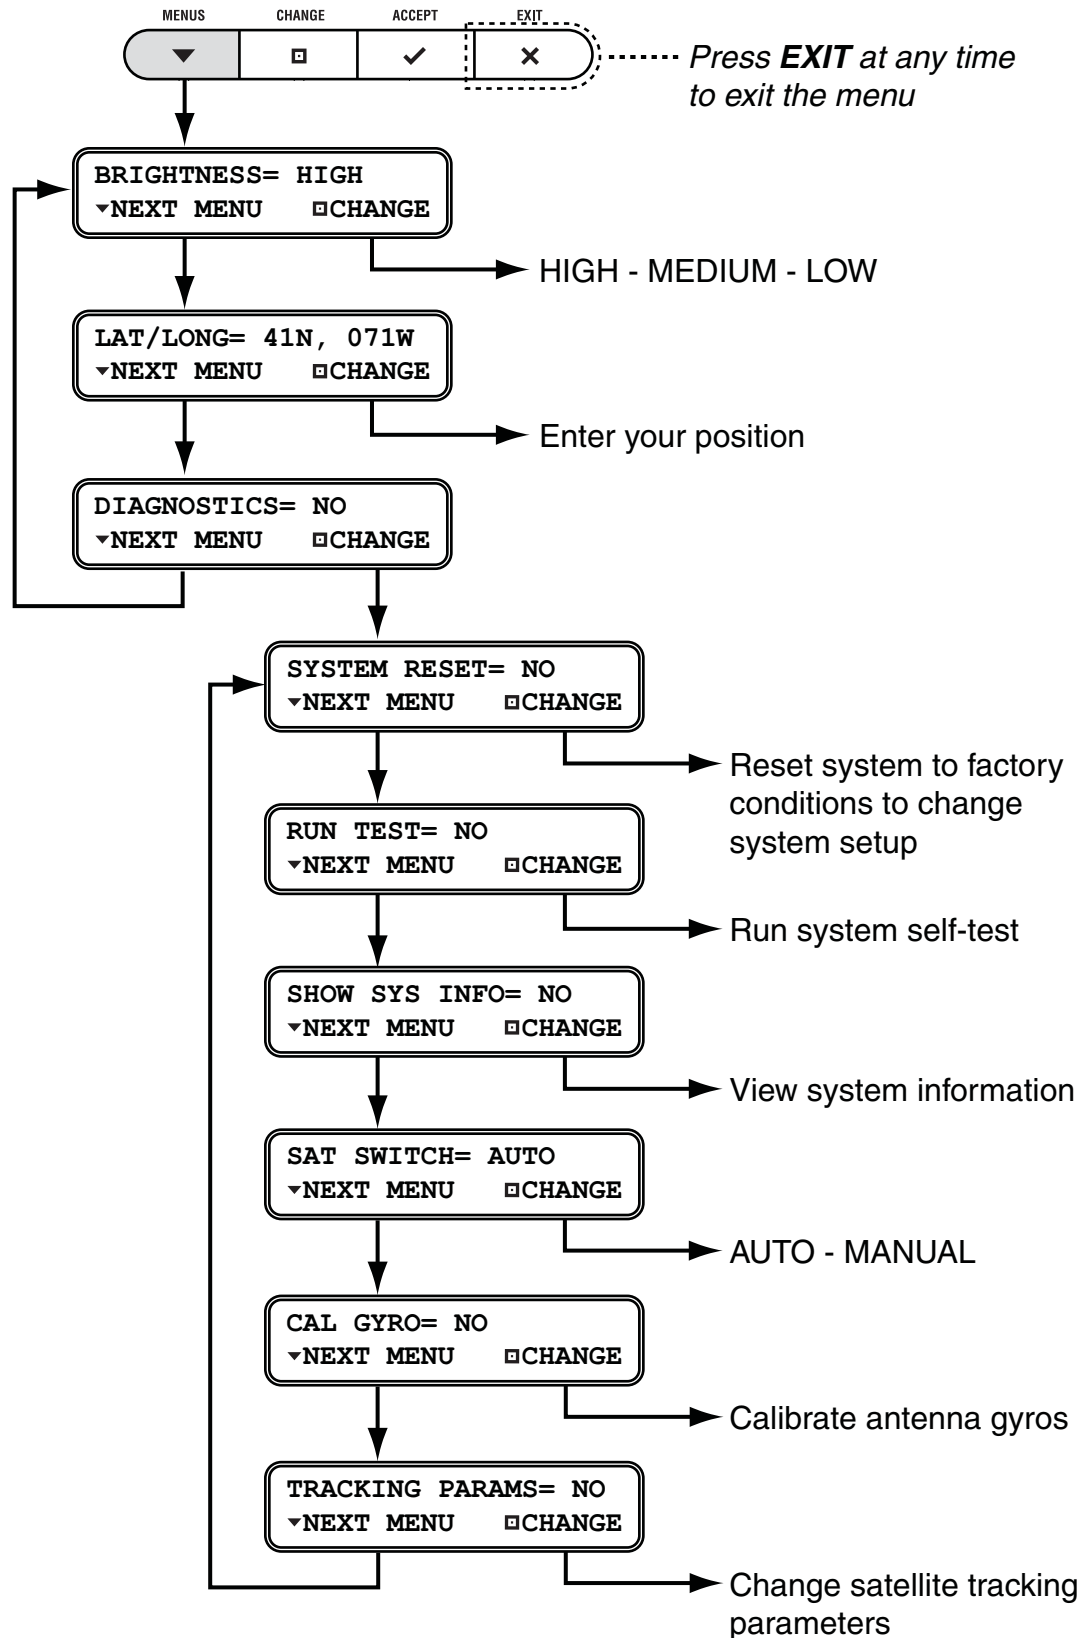 MENUS CHANGE ACCEPT EXIT
Press EXIT at any time
to exit the menu
BRIGHTNESS= HIGH
▼NEXT MENU ⊡CHANGE
HIGH - MEDIUM - LOW
LAT/LONG= 41N, 071W
▼NEXT MENU ⊡CHANGE
Enter your position
DIAGNOSTICS= NO
▼NEXT MENU ⊡CHANGE
SYSTEM RESET= NO
▼NEXT MENU ⊡CHANGE
Reset system to factory
conditions to change
system setup
RUN TEST= NO
▼NEXT MENU ⊡CHANGE
Run system self-test
SHOW SYS INFO= NO
▼NEXT MENU ⊡CHANGE
View system information
SAT SWITCH= AUTO
▼NEXT MENU ⊡CHANGE
AUTO - MANUAL
CAL GYRO= NO
▼NEXT MENU ⊡CHANGE
Calibrate antenna gyros
TRACKING PARAMS= NO
▼NEXT MENU ⊡CHANGE
Change satellite tracking
parameters